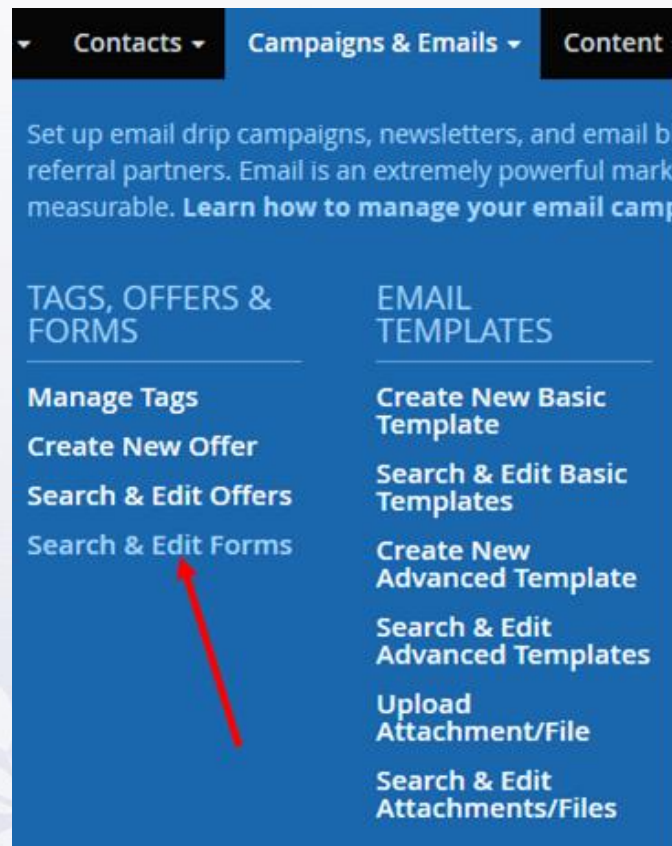 Contacts Campaigns & Emails Content
Set up email drip campaigns, newsletters, and email b
referral partners. Email is an extremely powerful mark
measurable. Learn how to manage your email camp
TAGS, OFFERS &
FORMS
Manage Tags
Create New Offer
Search & Edit Offers
Search & Edit Forms
EMAIL
TEMPLATES
Create New Basic
Template
Search & Edit Basic
Templates
Create New
Advanced Template
Search & Edit
Advanced Templates
Upload
Attachment/File
Search & Edit
Attachments/Files